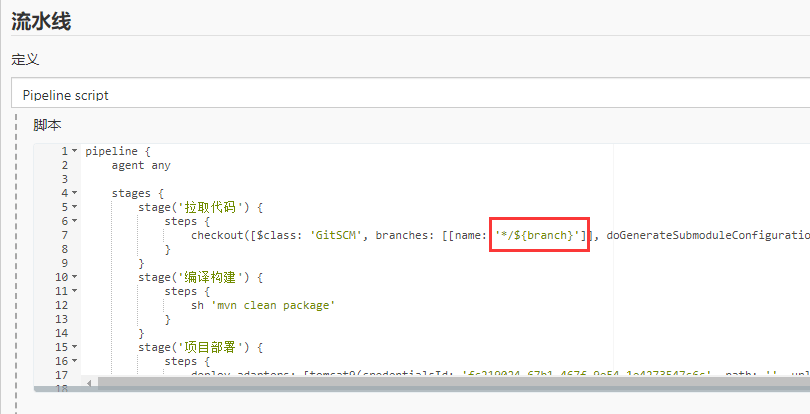 流水线
定义
Pipeline script
脚本
1 pipeline {
2 agent any
3
4 stages {
5 stage('拉取代码') {
6 steps {
7 checkout([$class: 'GitSCM', branches: [[name: '*/${branch}']], doGenerateSubmoduleConfiguratio
8 }
9 }
10 stage('编译构建') {
11 steps {
12 sh 'mvn clean package'
13 }
14 }
15 stage('项目部署') {
16 steps {
17
18